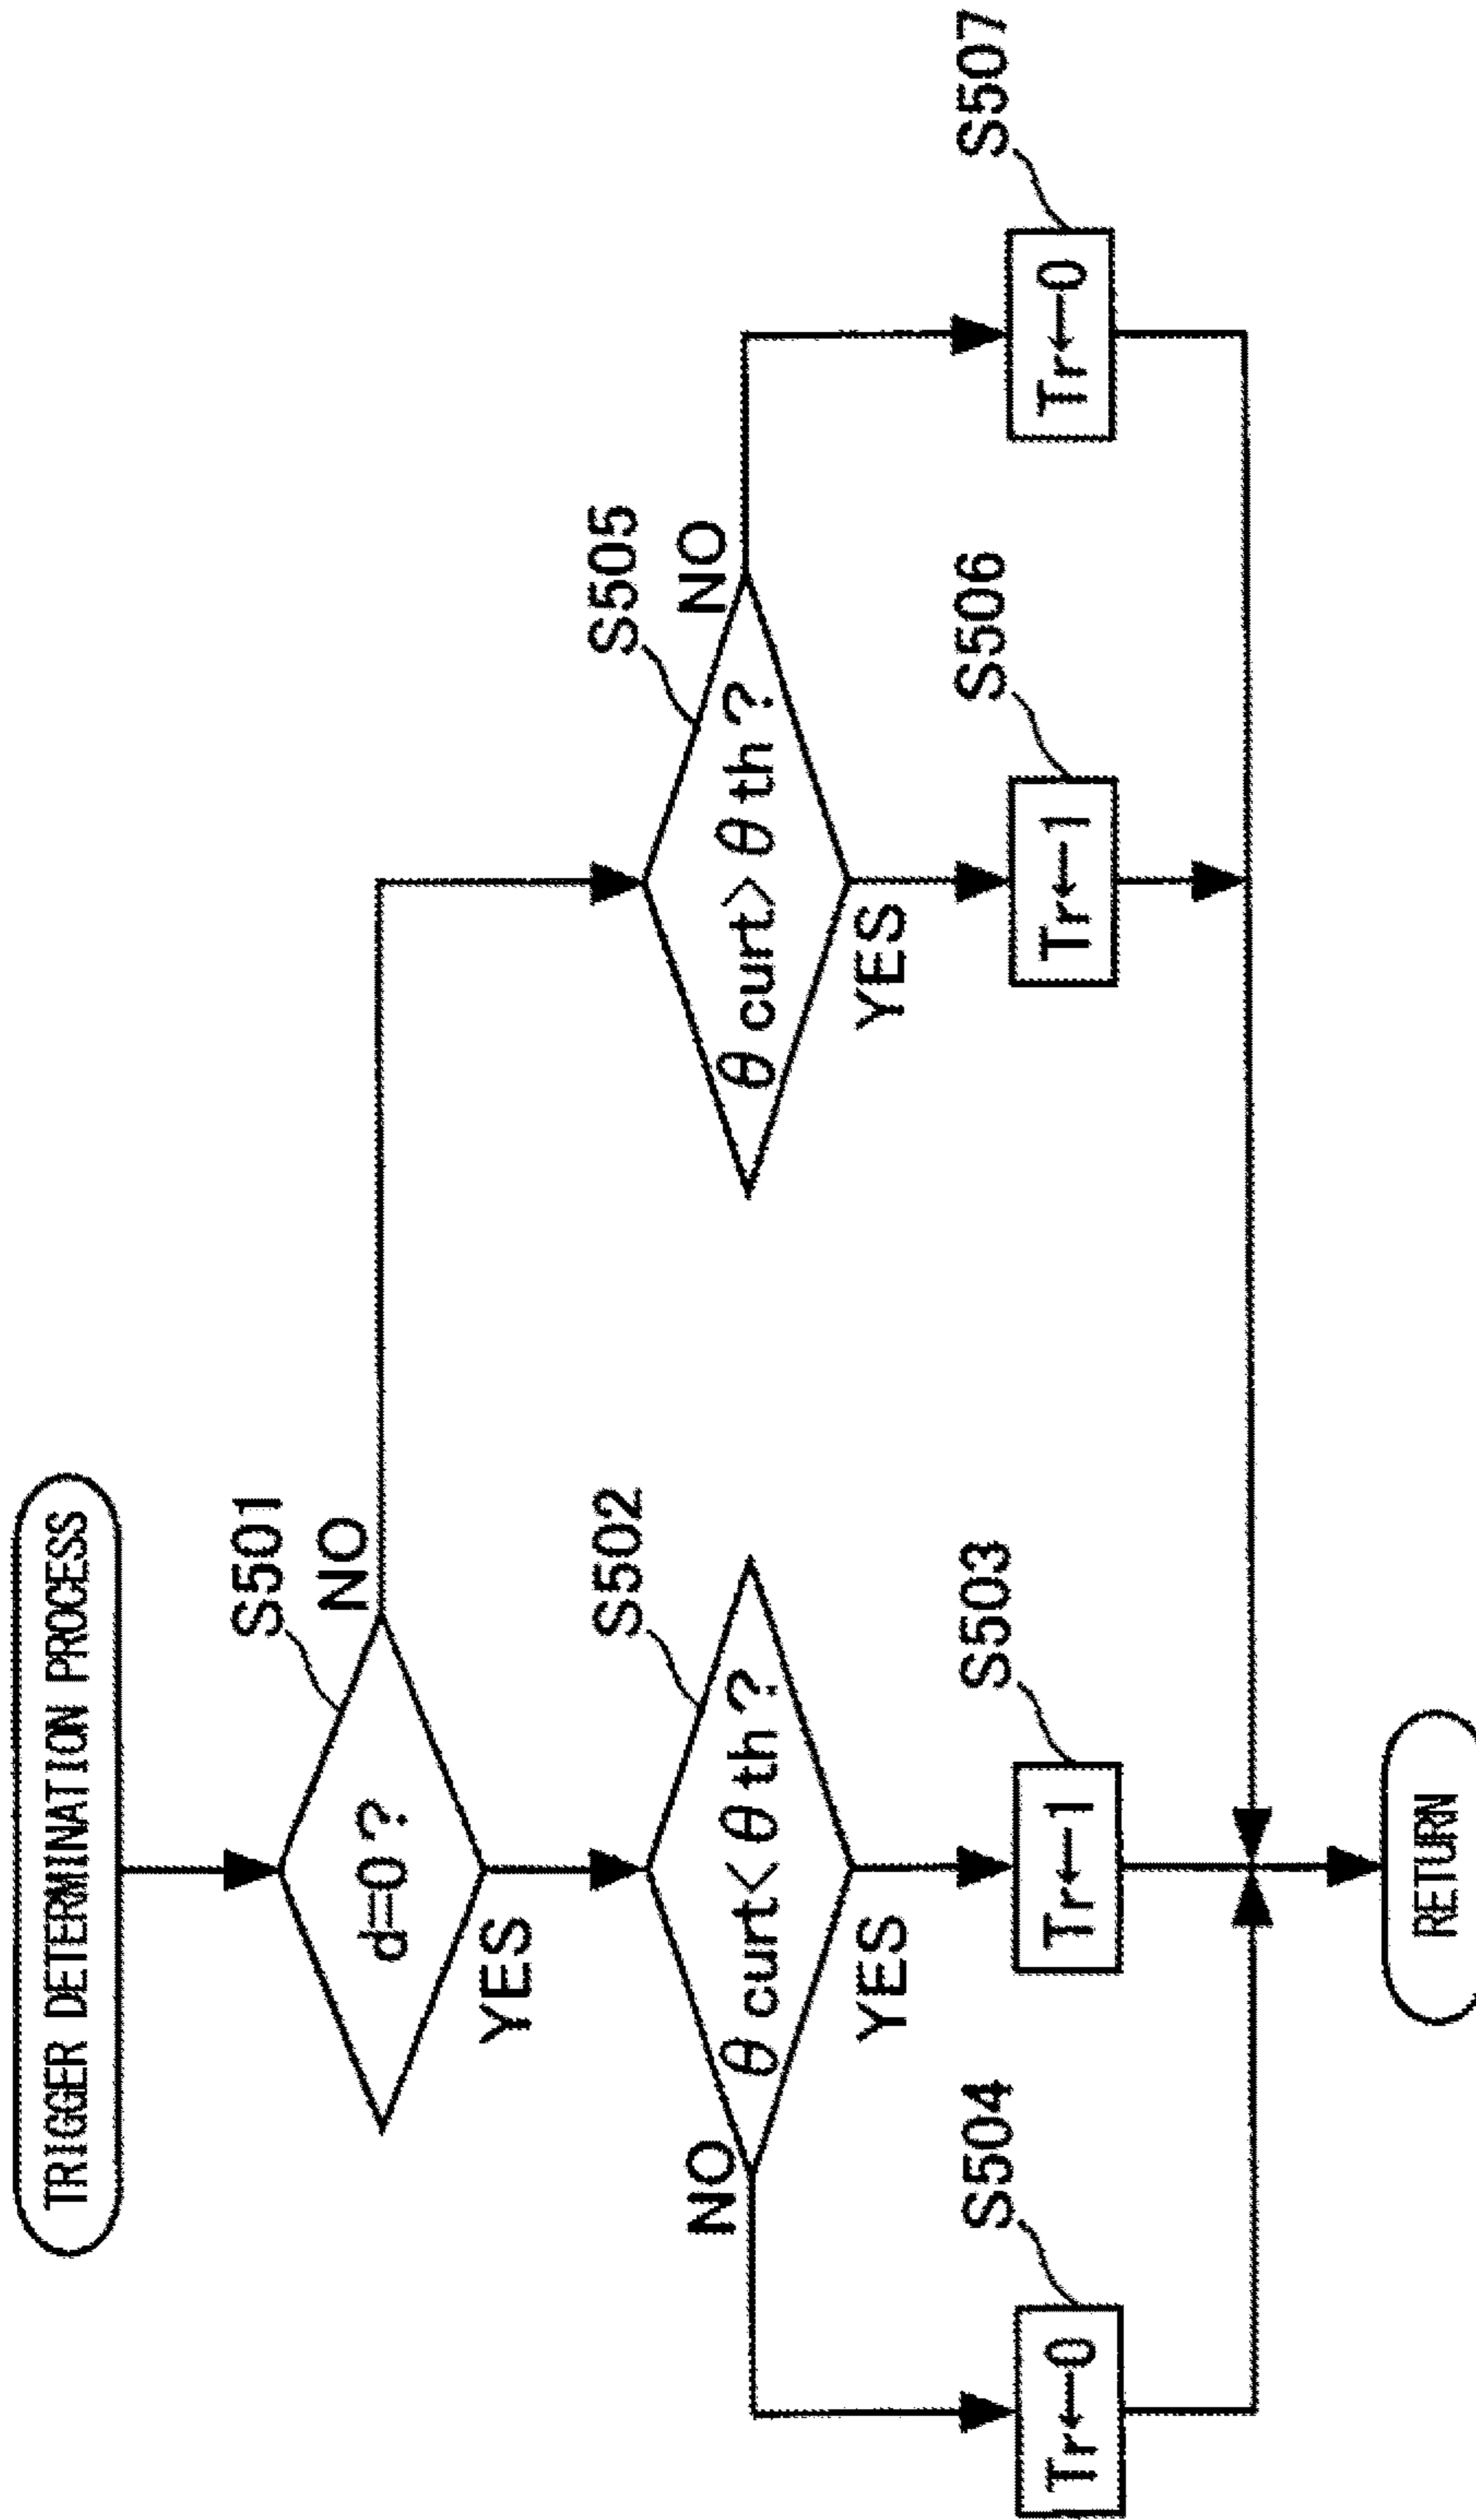 TRIGGER DETERMINATION PROCESS
S501
d=0?
NO
YES
S502
θcurt<θth?
NO
YES
S505
θcurt>θth?
NO
YES
S504
Tr←0
S503
Tr←1
S506
Tr←1
S507
Tr←0
RETURN